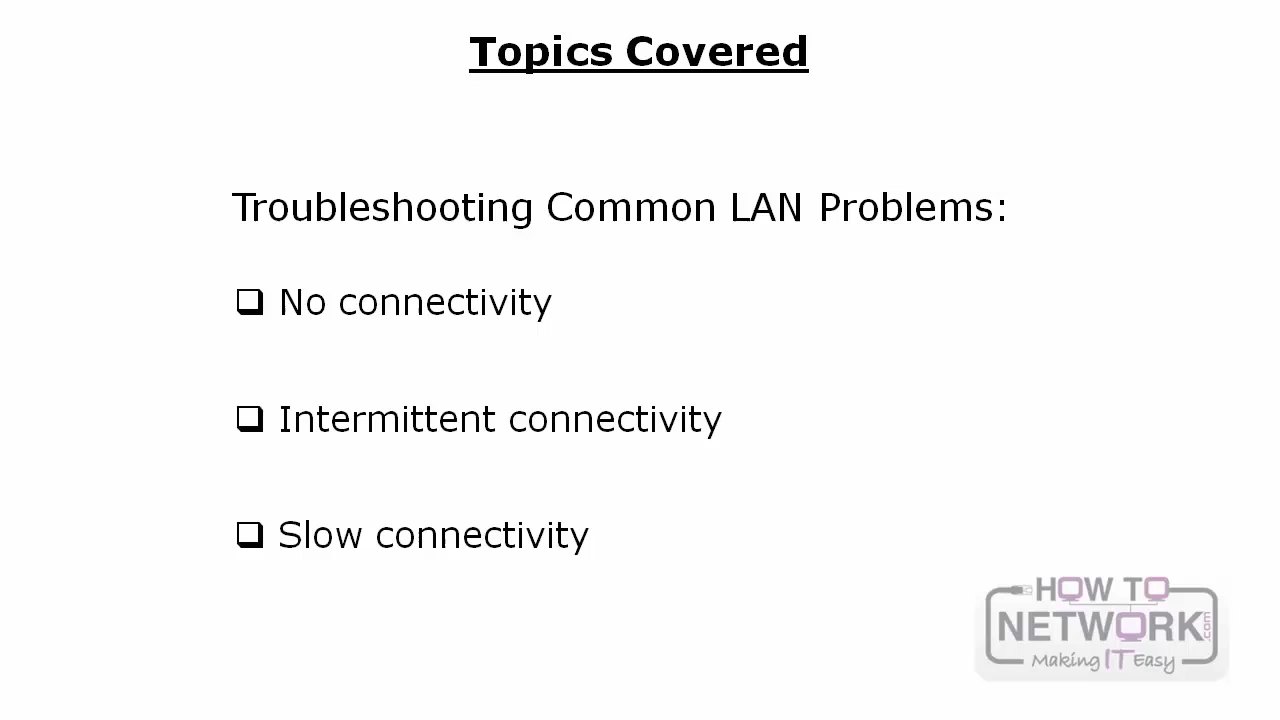 Topics Covered
Troubleshooting Common LAN Problems:
No connectivity
Intermittent connectivity
Slow connectivity
HOW TO
NETWORK.com
Making IT Easy